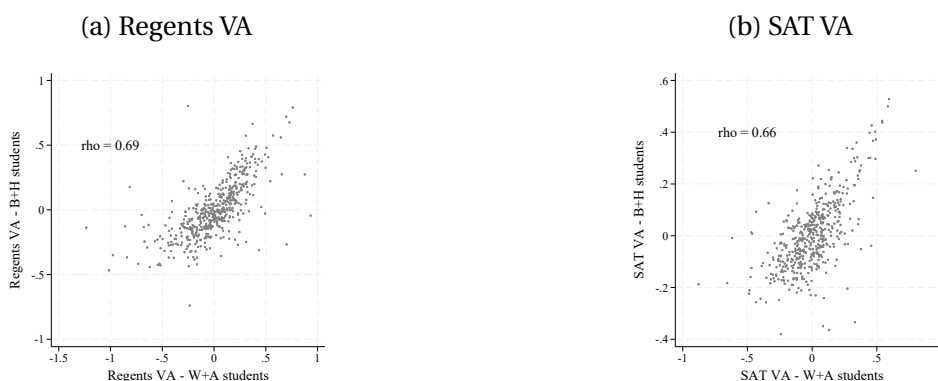 (a) Regents VA
(b) SAT VA
1
.5
0
-.5
-1
Regents VA - B+H students
rho = 0.69
-1.5
-1
-.5
0
.5
1
Regents VA - W+A students
.6
.4
.2
0
-.2
-.4
SAT VA - B+H students
rho = 0.66
-1
-.5
0
.5
SAT VA - W+A students